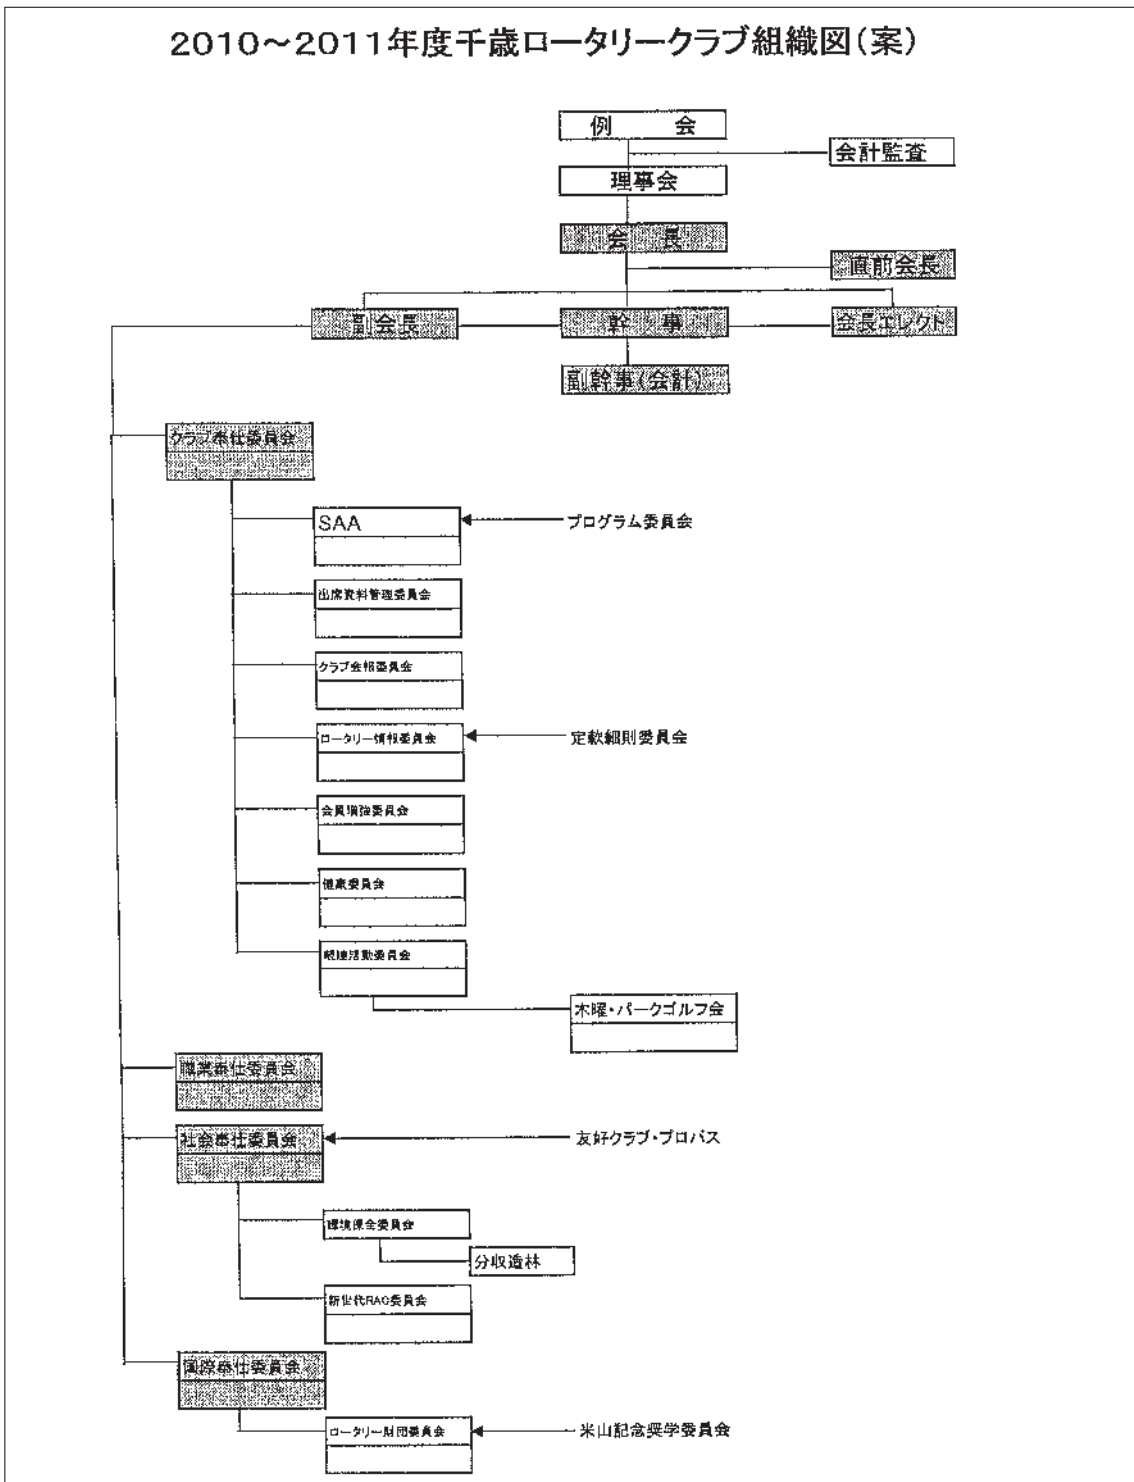 2010～2011年度千歳ロータリークラブ組織図（案）
例　会
会計監査
理事会
会　長
直前会長
副会長
幹　事
会長エレクト
副幹事（会計）
クラブ奉仕委員会
SAA
プログラム委員会
出席資料管理委員会
クラブ会報委員会
ロータリー情報委員会
定款細則委員会
会員増強委員会
健康委員会
親睦活動委員会
木曜・パークゴルフ会
職業奉仕委員会
社会奉仕委員会
友好クラブ・プロバス
環境保全委員会
分収造林
新世代RAC委員会
国際奉仕委員会
ロータリー財団委員会
米山記念奨学委員会